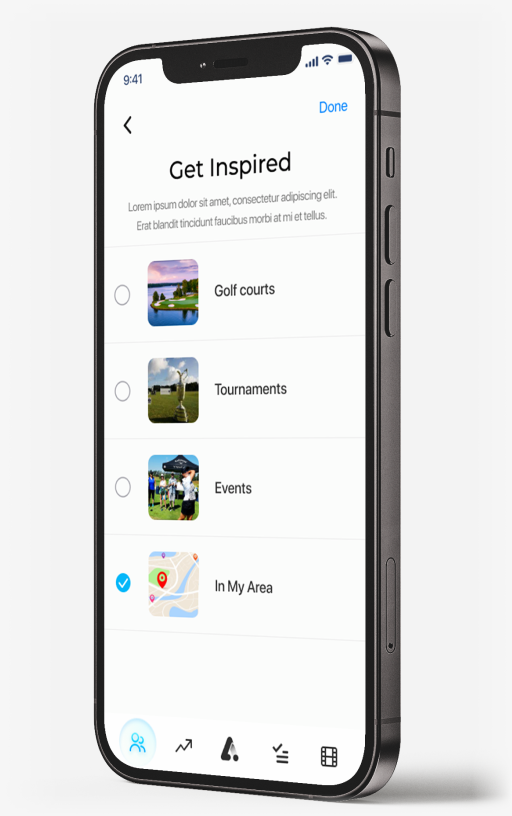 9:41
Done
Get Inspired
Lorem ipsum dolor sit amet, consectetur adipiscing elit.
Erat blandit tincidunt faucibus morbi at mi et tellus.
Golf courts
Tournaments
Events
In My Area